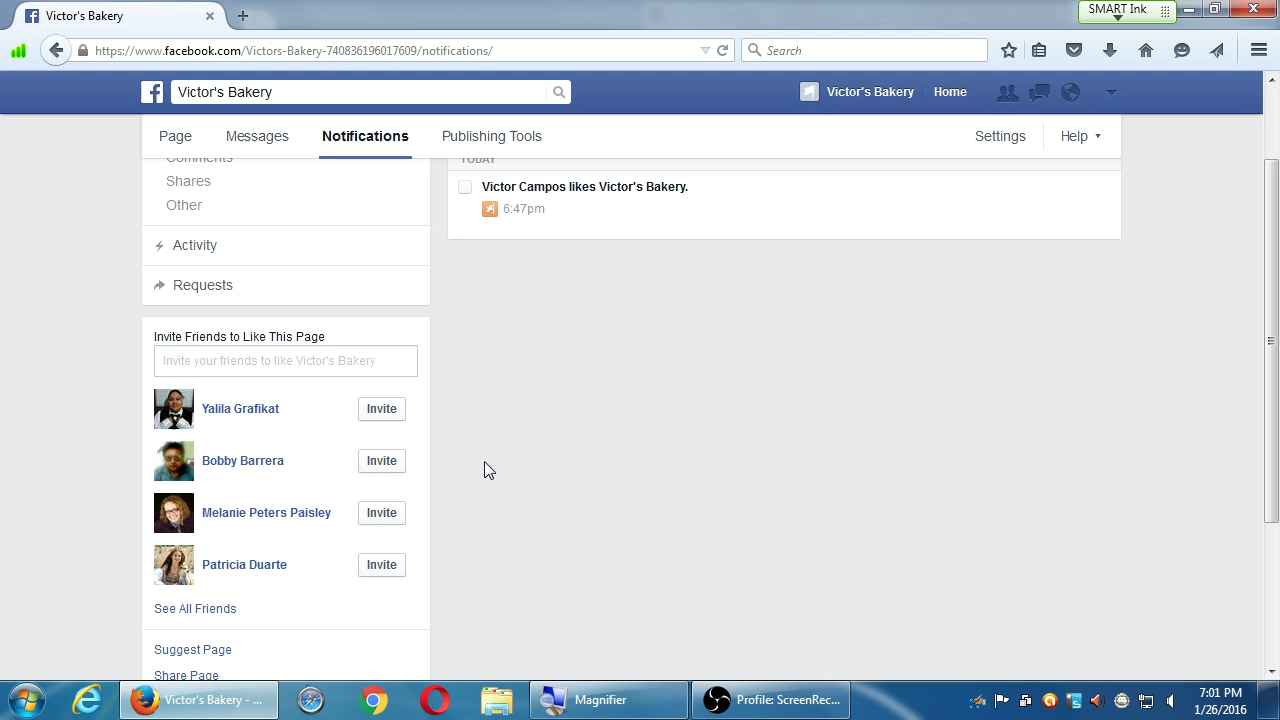 Victor's Bakery
SMART Ink
https://www.facebook.com/Victors-Bakery-740836196017609/notifications/
Search
Victor's Bakery
Victor's Bakery
Home
Page
Messages
Notifications
Publishing Tools
Settings
Help
Comments
Shares
Other
Activity
Requests
TODAY
Victor Campos likes Victor's Bakery.
6:47pm
Invite Friends to Like This Page
Invite your friends to like Victor's Bakery
Yalila Grafikat
Invite
Bobby Barrera
Invite
Melanie Peters Paisley
Invite
Patricia Duarte
Invite
See All Friends
Suggest Page
Share Page
Victor's Bakery - ...
Magnifier
Profile: ScreenRec...
7:01 PM
1/26/2016